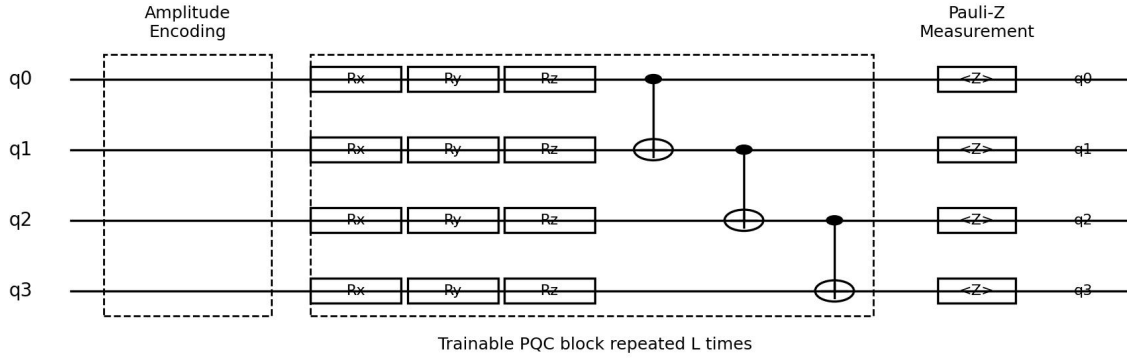 Amplitude
Encoding
Pauli-Z
Measurement
q0 Rx Ry Rz <Z> q0
q1 Rx Ry Rz <Z> q1
q2 Rx Ry Rz <Z> q2
q3 Rx Ry Rz <Z> q3
Trainable PQC block repeated L times